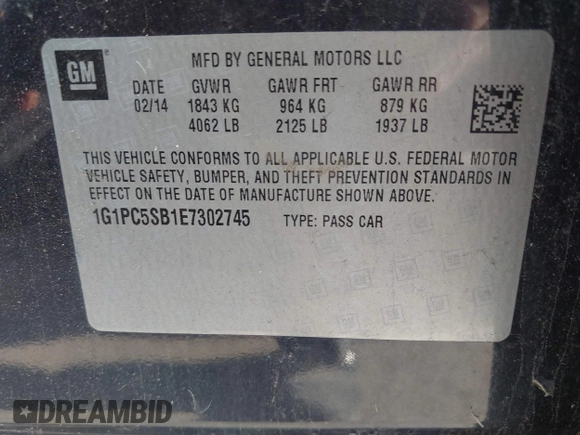 GM
MFD BY GENERAL MOTORS LLC
DATE GVWR GAWR FRT GAWR RR
02/14 1843 KG 964 KG 879 KG
4062 LB 2125 LB 1937 LB
THIS VEHICLE CONFORMS TO ALL APPLICABLE U.S. FEDERAL MOTOR
VEHICLE SAFETY, BUMPER, AND THEFT PREVENTION STANDARDS IN
EFFECT ON THE DATE OF MANUFACTURE SHOWN ABOVE.
1G1PC5SB1E7302745 TYPE: PASS CAR
DREAMBID